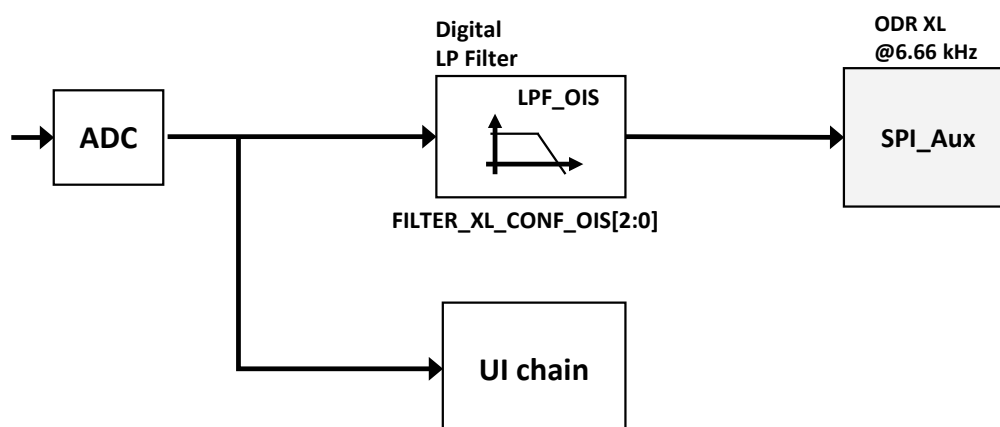 Digital
LP Filter
ODR XL
@6.66 kHz
ADC
LPF_OIS
SPI_Aux
FILTER_XL_CONF_OIS[2:0]
UI chain